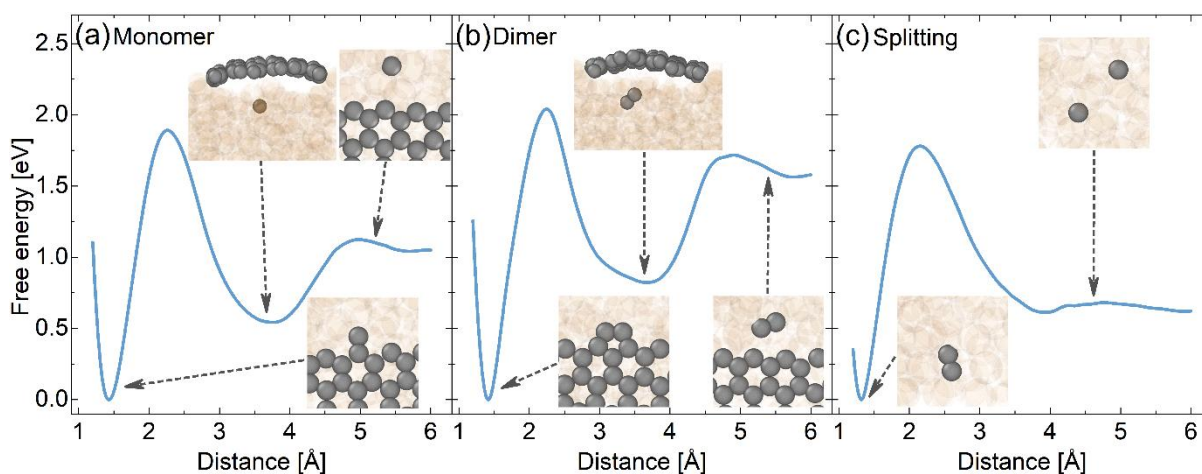 (a) Monomer
(b) Dimer
(c) Splitting
Free energy [eV]
2.5
2.0
1.5
1.0
0.5
0.0
1 2 3 4 5 6
1 2 3 4 5 6
1 2 3 4 5 6
Distance [Å]
Distance [Å]
Distance [Å]